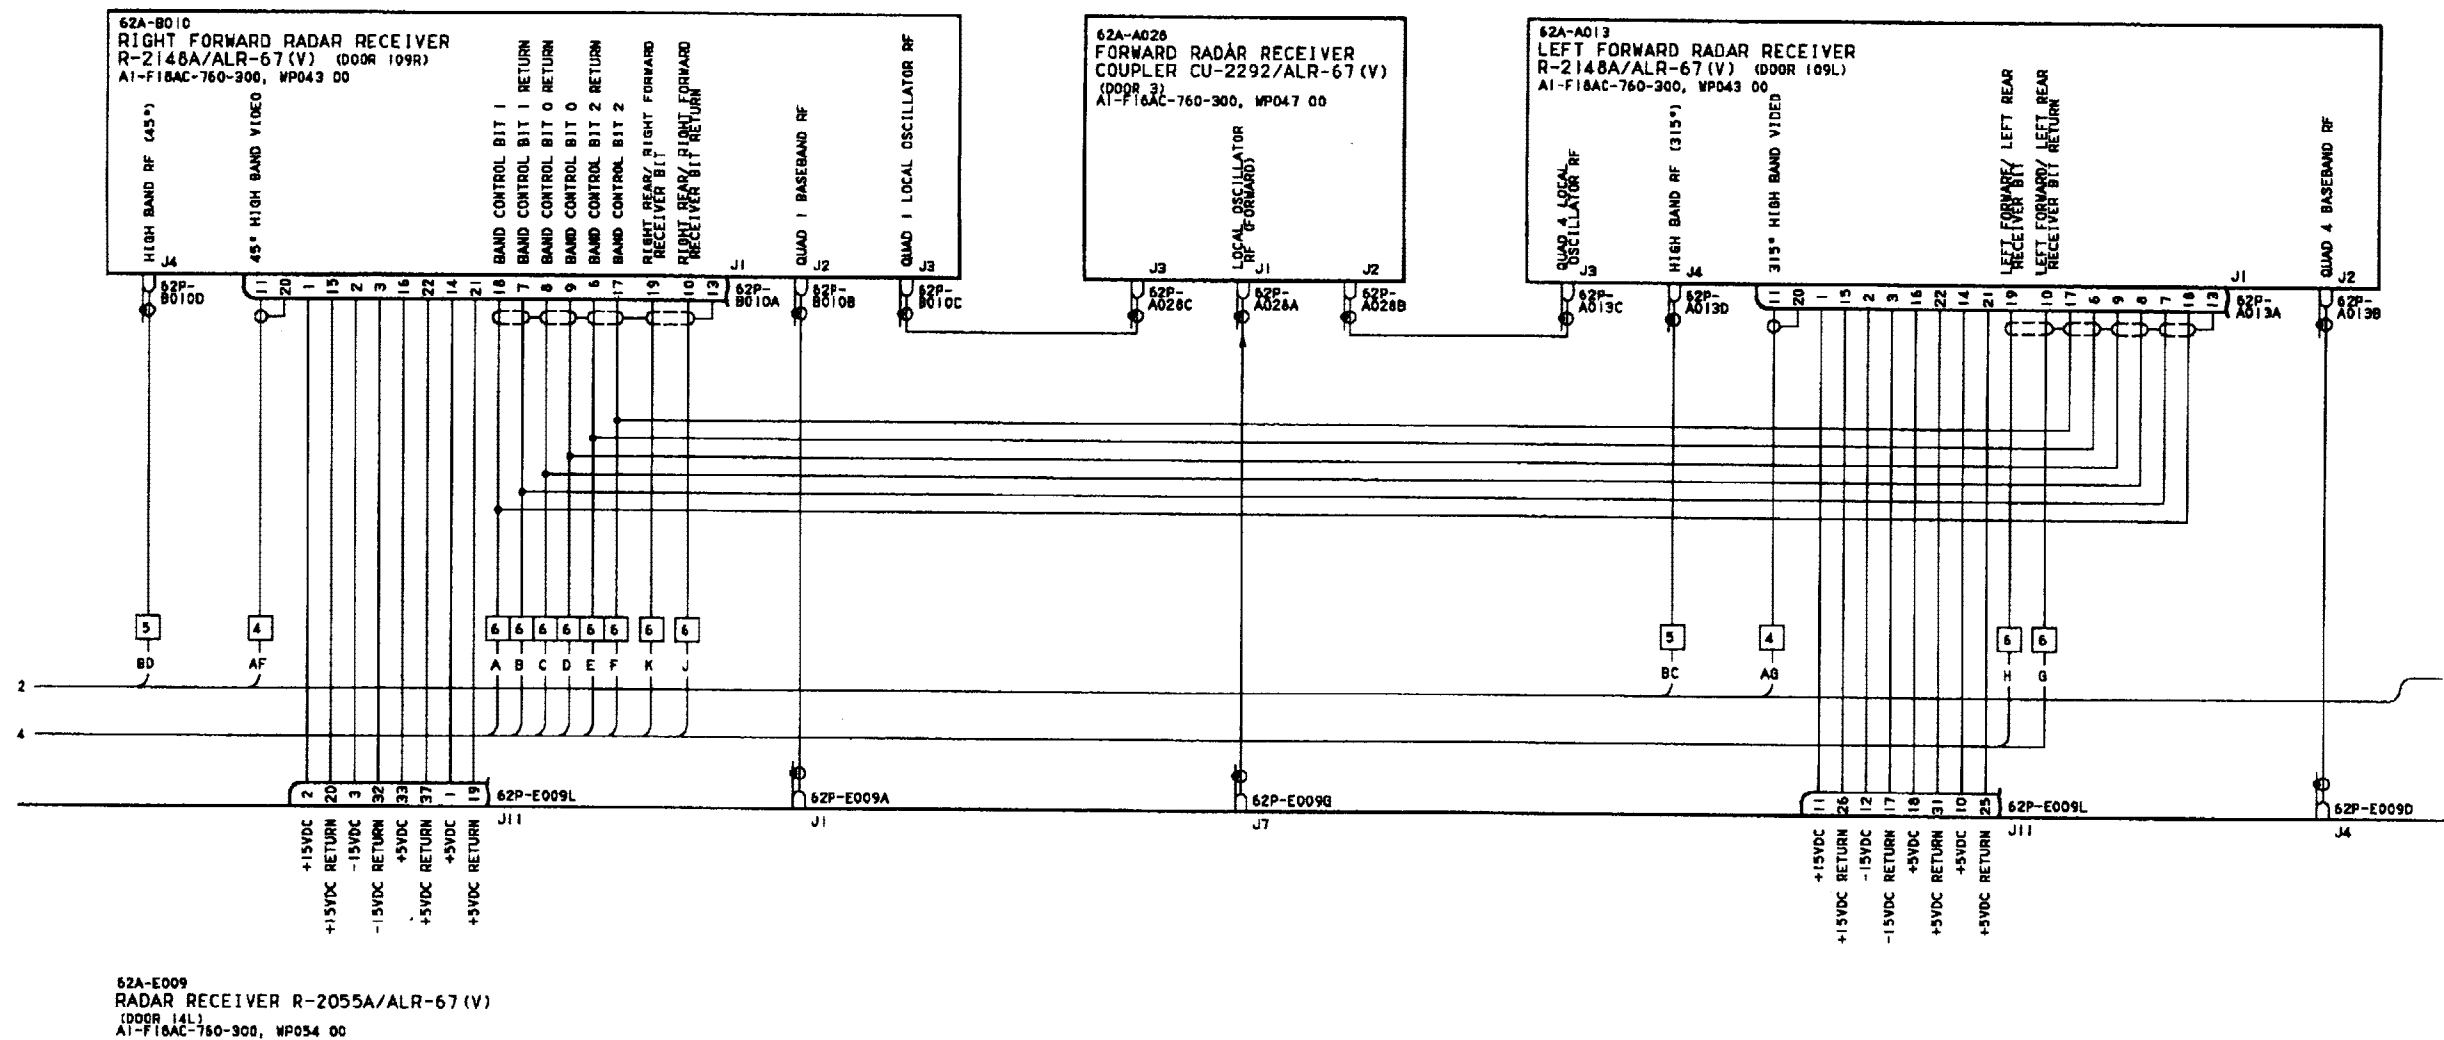 62A-B010
RIGHT FORWARD RADAR RECEIVER
R-2148A/ALR-67(V) (DOOR 109R)
A1-F18AC-760-300, WP043 00
HIGH BAND RF (45°)
45° HIGH BAND VIDEO
BAND CONTROL BIT 1
BAND CONTROL BIT 1 RETURN
BAND CONTROL BIT 0 RETURN
BAND CONTROL BIT 0
BAND CONTROL BIT 2 RETURN
BAND CONTROL BIT 2
RIGHT REAR/ RIGHT FORWARD
RECEIVER BIT
RIGHT REAR/ RIGHT FORWARD
RECEIVER BIT RETURN
QUAD 1 BASEBAND RF
QUAD 1 LOCAL OSCILLATOR RF
J4
J1
J2
J3
62P-
B010D
11 20 1 15 2 3 16 22 14 21 18 7 8 9 6 17 19 10 13
62P-
B010A
62P-
B010B
62P-
B010C
62A-A028
FORWARD RADAR RECEIVER
COUPLER CU-2292/ALR-67(V)
(DOOR 3)
A1-F18AC-760-300, WP047 00
LOCAL OSCILLATOR
RF (FORWARD)
J3
J1
J2
62P-
A028C
62P-
A028A
62P-
A028B
62A-A013
LEFT FORWARD RADAR RECEIVER
R-2148A/ALR-67(V) (DOOR 109L)
A1-F18AC-760-300, WP043 00
QUAD 4 LOCAL
OSCILLATOR RF
HIGH BAND RF (315°)
315° HIGH BAND VIDEO
LEFT FORWARE/ LEFT REAR
RECEIVER BIT
LEFT FORWARD/ LEFT REAR
RECEIVER BIT RETURN
QUAD 4 BASEBAND RF
J3
J4
J1
J2
62P-
A013C
62P-
A013D
11 20 1 15 2 3 16 22 14 21 19 10 17 6 9 8 7 18 13
62P-
A013A
62P-
A013B
5
4
6 6 6 6 6 6 6 6
5
4
6 6
BD
AF
A B C D E F K J
BC
AG
H G
2
4
2 20 3 32 33 37 1 19
62P-E009L
J11
62P-E009A
J1
62P-E009G
J7
11 26 12 17 18 31 10 25
62P-E009L
J11
62P-E009D
J4
+15VDC
+15VDC RETURN
-15VDC
-15VDC RETURN
+5VDC
+5VDC RETURN
+5VDC
+5VDC RETURN
+15VDC
+15VDC RETURN
-15VDC
-15VDC RETURN
+5VDC
+5VDC RETURN
+5VDC
+5VDC RETURN
62A-E009
RADAR RECEIVER R-2055A/ALR-67(V)
(DOOR 14L)
A1-F18AC-760-300, WP054 00